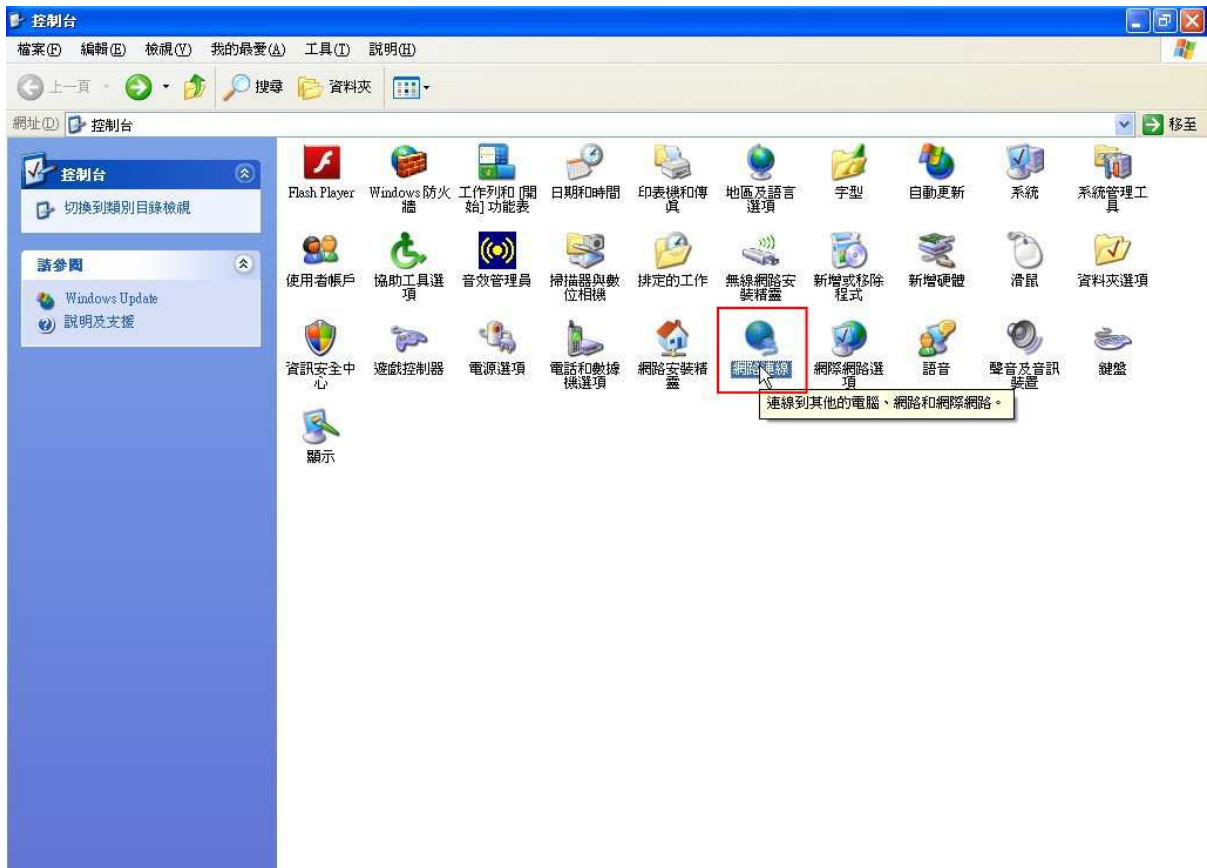 控制台
檔案(F) 編輯(E) 檢視(V) 我的最愛(A) 工具(T) 說明(H)
上一頁 搜尋 資料夾
網址(D) 控制台 移至
控制台
切換到類別目錄檢視
請參閱
Windows Update
說明及支援
Flash Player Windows 防火牆 工作列和 [開始] 功能表 日期和時間 印表機和傳真 地區及語言選項 字型 自動更新 系統 系統管理工具
使用者帳戶 協助工具選項 音效管理員 掃描器與數位相機 排定的工作 無線網路安裝精靈 新增或移除程式 新增硬體 滑鼠 資料夾選項
資訊安全中心 遊戲控制器 電源選項 電話和數據機選項 網路安裝精靈 網路連線 網際網路選項 語音 聲音及音訊裝置 鍵盤
連線到其他的電腦、網路和網際網路。
顯示